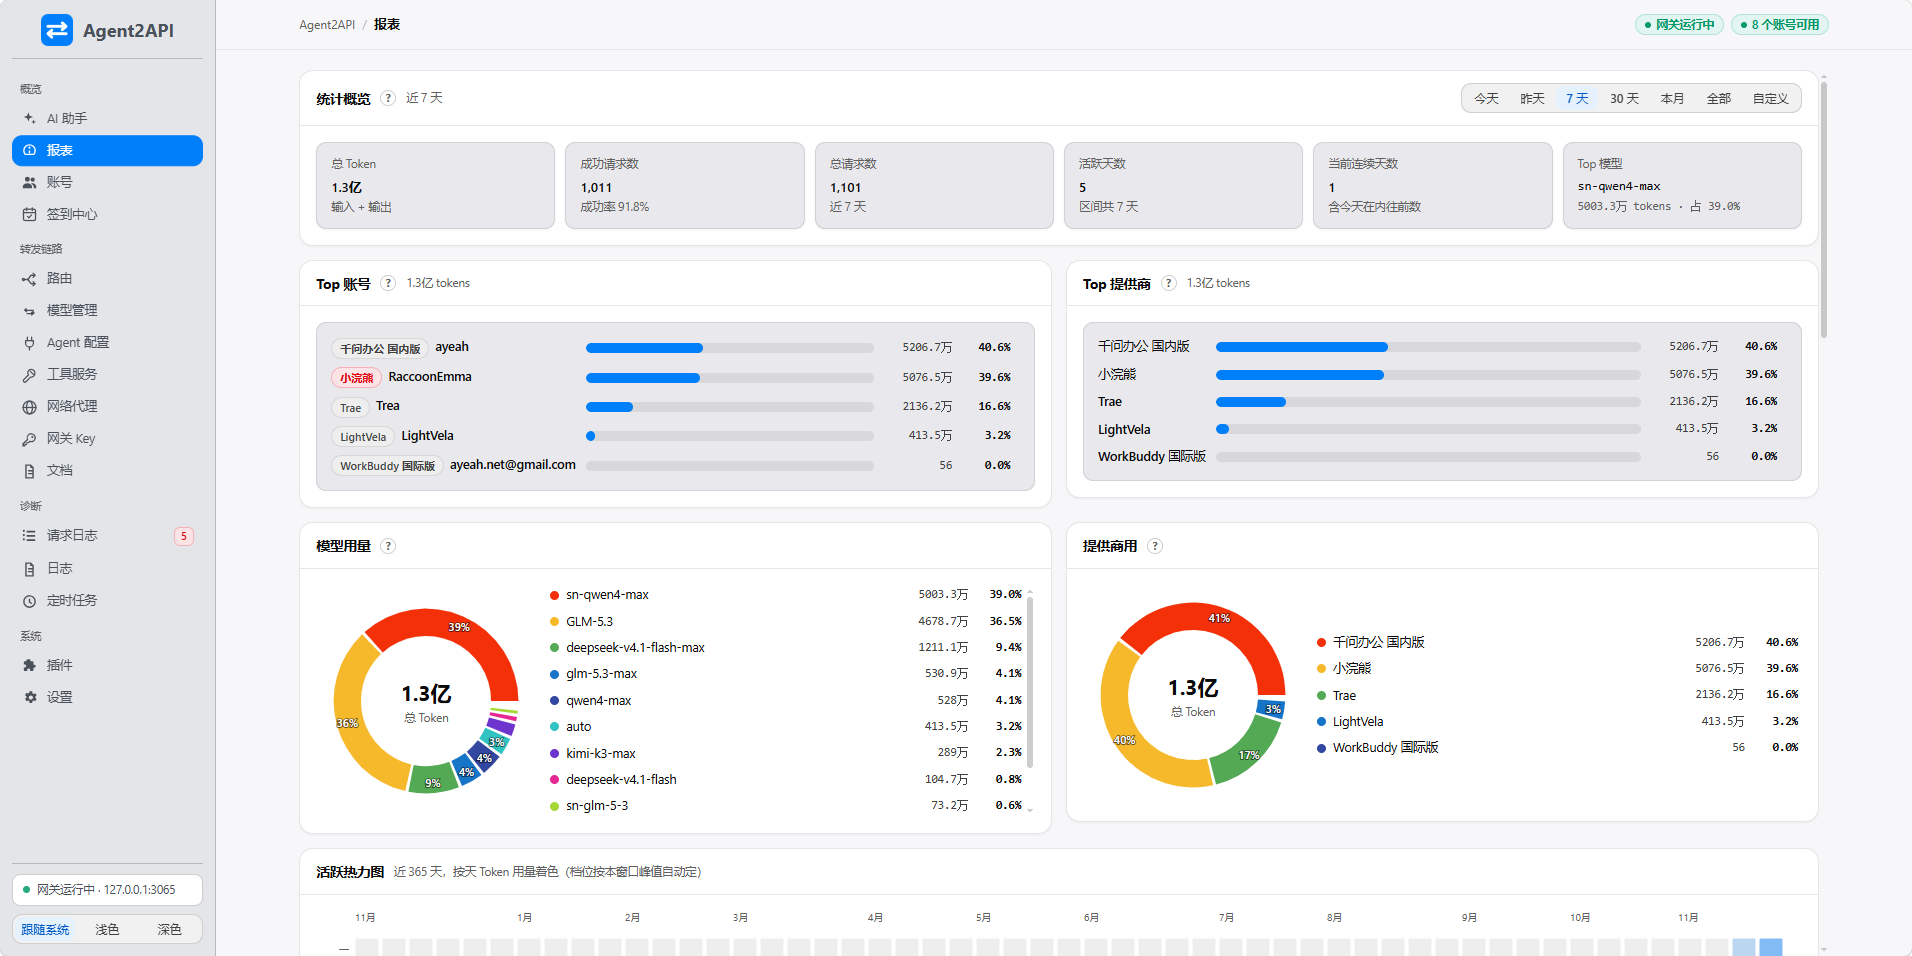 Agent2API
概览
AI 助手
报表
账号
签到中心
转发链路
路由
模型管理
Agent 配置
工具服务
网络代理
网关 Key
文档
诊断
请求日志 5
日志
定时任务
系统
插件
设置
网关运行中 · 127.0.0.1:3065
跟随系统 浅色 深色
Agent2API / 报表
网关运行中 8 个账号可用
统计概览 ? 近 7 天
今天 昨天 7 天 30 天 本月 全部 自定义
总 Token
1.3亿
输入 + 输出
成功请求数
1,011
成功率 91.8%
总请求数
1,101
近 7 天
活跃天数
5
区间共 7 天
当前连续天数
1
含今天在内往前数
Top 模型
sn-qwen4-max
5003.3万 tokens · 占 39.0%
Top 账号 ? 1.3亿 tokens
千问办公 国内版 ayeah 5206.7万 40.6%
小浣熊 RaccoonEmma 5076.5万 39.6%
Trae Trea 2136.2万 16.6%
LightVela LightVela 413.5万 3.2%
WorkBuddy 国际版 ayeah.net@gmail.com 56 0.0%
Top 提供商 ? 1.3亿 tokens
千问办公 国内版 5206.7万 40.6%
小浣熊 5076.5万 39.6%
Trae 2136.2万 16.6%
LightVela 413.5万 3.2%
WorkBuddy 国际版 56 0.0%
模型用量 ?
39%
36%
9%
4%
4%
3%
1.3亿
总 Token
sn-qwen4-max 5003.3万 39.0%
GLM-5.3 4678.7万 36.5%
deepseek-v4.1-flash-max 1211.1万 9.4%
glm-5.3-max 530.9万 4.1%
qwen4-max 528万 4.1%
auto 413.5万 3.2%
kimi-k3-max 289万 2.3%
deepseek-v4.1-flash 104.7万 0.8%
sn-glm-5-3 73.2万 0.6%
提供商用 ?
41%
40%
17%
3%
1.3亿
总 Token
千问办公 国内版 5206.7万 40.6%
小浣熊 5076.5万 39.6%
Trae 2136.2万 16.6%
LightVela 413.5万 3.2%
WorkBuddy 国际版 56 0.0%
活跃热力图 近 365 天，按天 Token 用量着色（档位按本窗口峰值自动定）
11月 1月 2月 3月 4月 5月 6月 7月 8月 9月 10月 11月
一